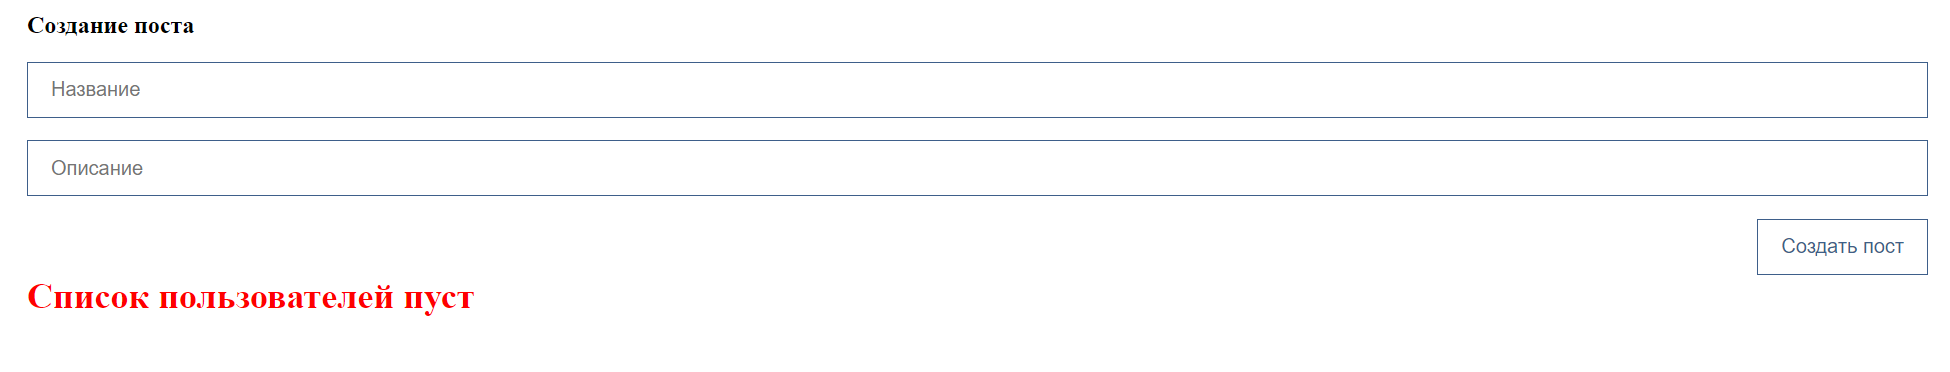 Создание поста
Название
Описание
Создать пост
Список пользователей пуст